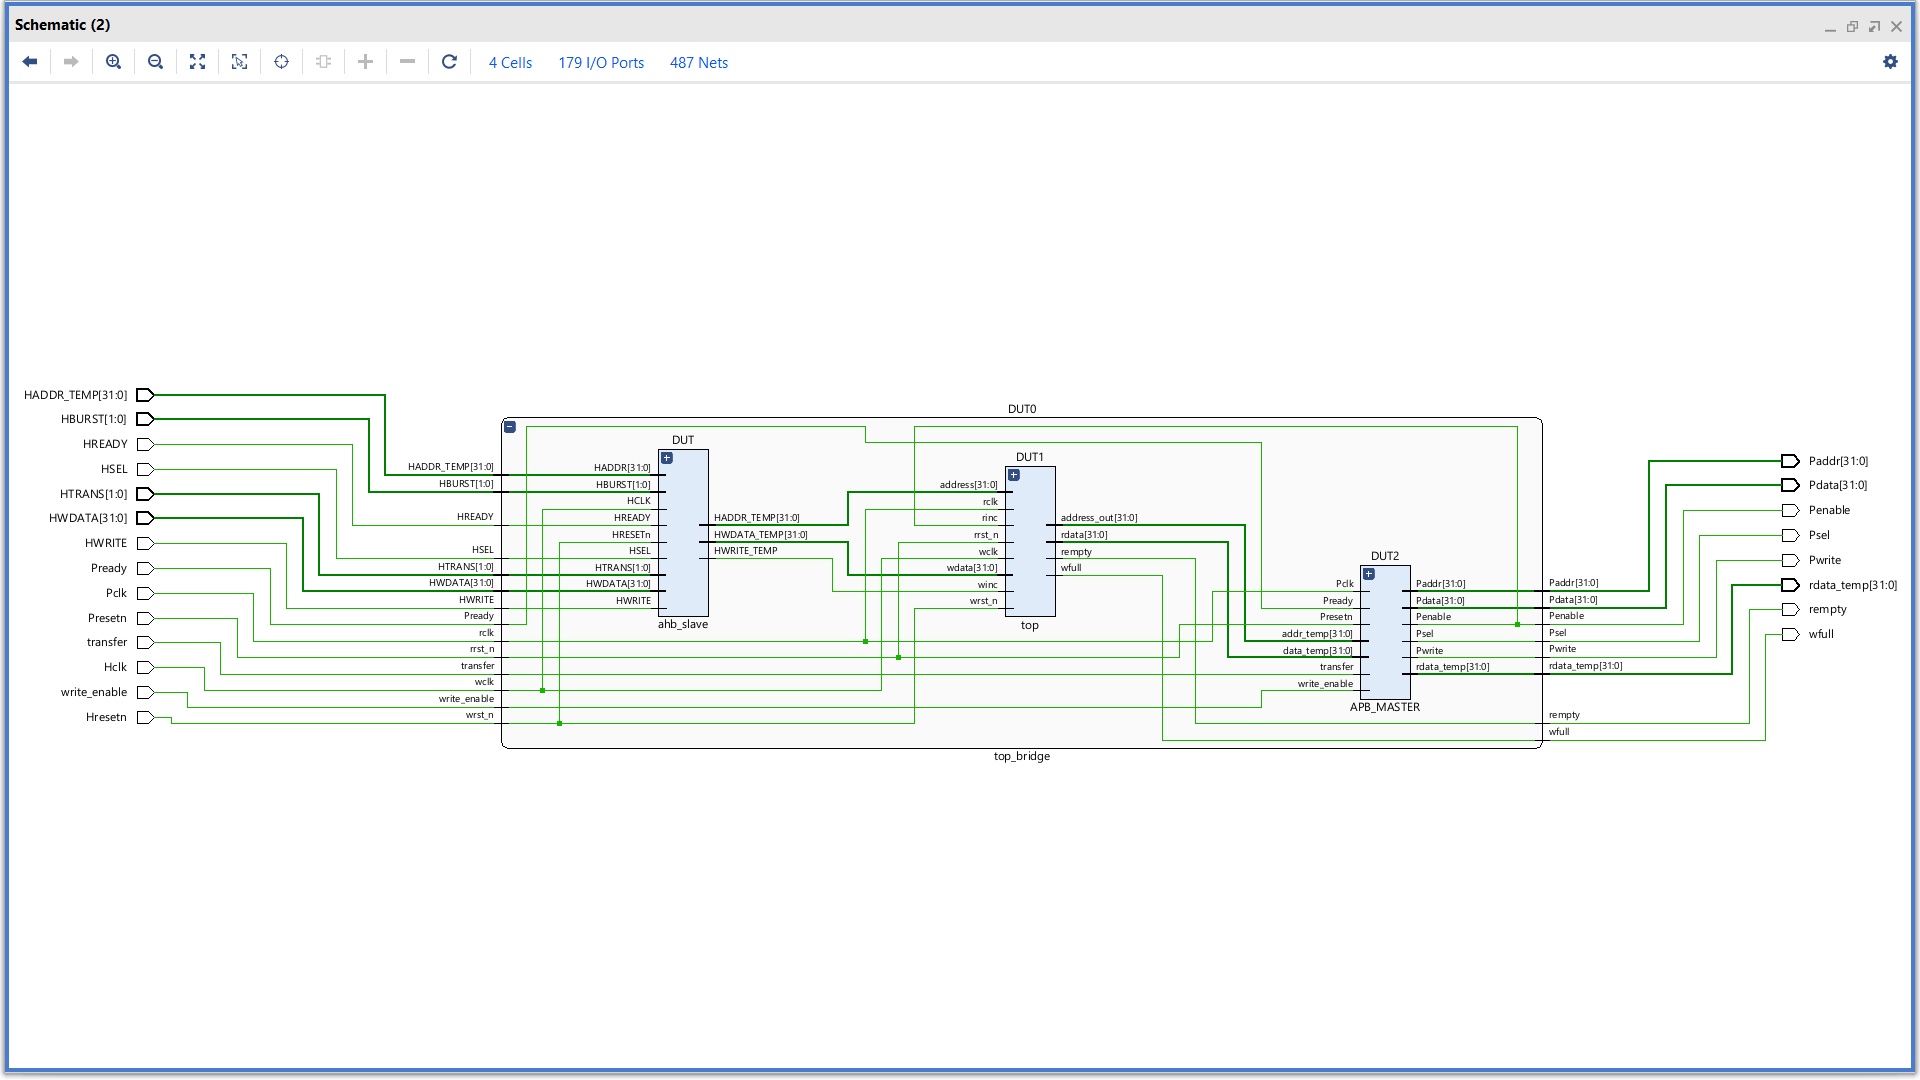 Schematic (2)
4 Cells 179 I/O Ports 487 Nets
HADDR_TEMP[31:0]
HBURST[1:0]
HREADY
HSEL
HTRANS[1:0]
HWDATA[31:0]
HWRITE
Pready
Pclk
Presetn
transfer
Hclk
write_enable
Hresetn
DUT0
HADDR_TEMP[31:0]
HBURST[1:0]
HREADY
HSEL
HTRANS[1:0]
HWDATA[31:0]
HWRITE
Pready
rclk
rrst_n
transfer
wclk
write_enable
wrst_n
DUT
HADDR[31:0]
HBURST[1:0]
HCLK
HREADY
HRESETn
HSEL
HTRANS[1:0]
HWDATA[31:0]
HWRITE
HADDR_TEMP[31:0]
HWDATA_TEMP[31:0]
HWRITE_TEMP
ahb_slave
DUT1
address[31:0]
rclk
rinc
rrst_n
wclk
wdata[31:0]
winc
wrst_n
address_out[31:0]
rdata[31:0]
rempty
wfull
top
DUT2
Pclk
Pready
Presetn
addr_temp[31:0]
data_temp[31:0]
transfer
write_enable
Paddr[31:0]
Pdata[31:0]
Penable
Psel
Pwrite
rdata_temp[31:0]
APB_MASTER
Paddr[31:0]
Pdata[31:0]
Penable
Psel
Pwrite
rdata_temp[31:0]
rempty
wfull
top_bridge
Paddr[31:0]
Pdata[31:0]
Penable
Psel
Pwrite
rdata_temp[31:0]
rempty
wfull